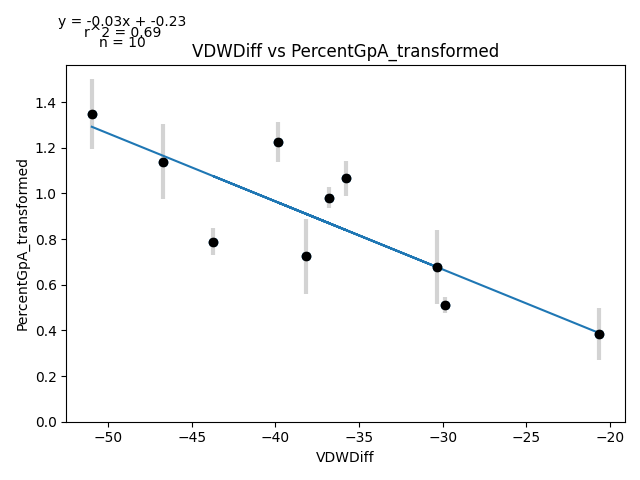 y = -0.03x + -0.23
r^2 = 0.69
n = 10
VDWDiff vs PercentGpA_transformed
PercentGpA_transformed
1.4
1.2
1.0
0.8
0.6
0.4
0.2
0.0
−50
−45
−40
−35
−30
−25
−20
VDWDiff